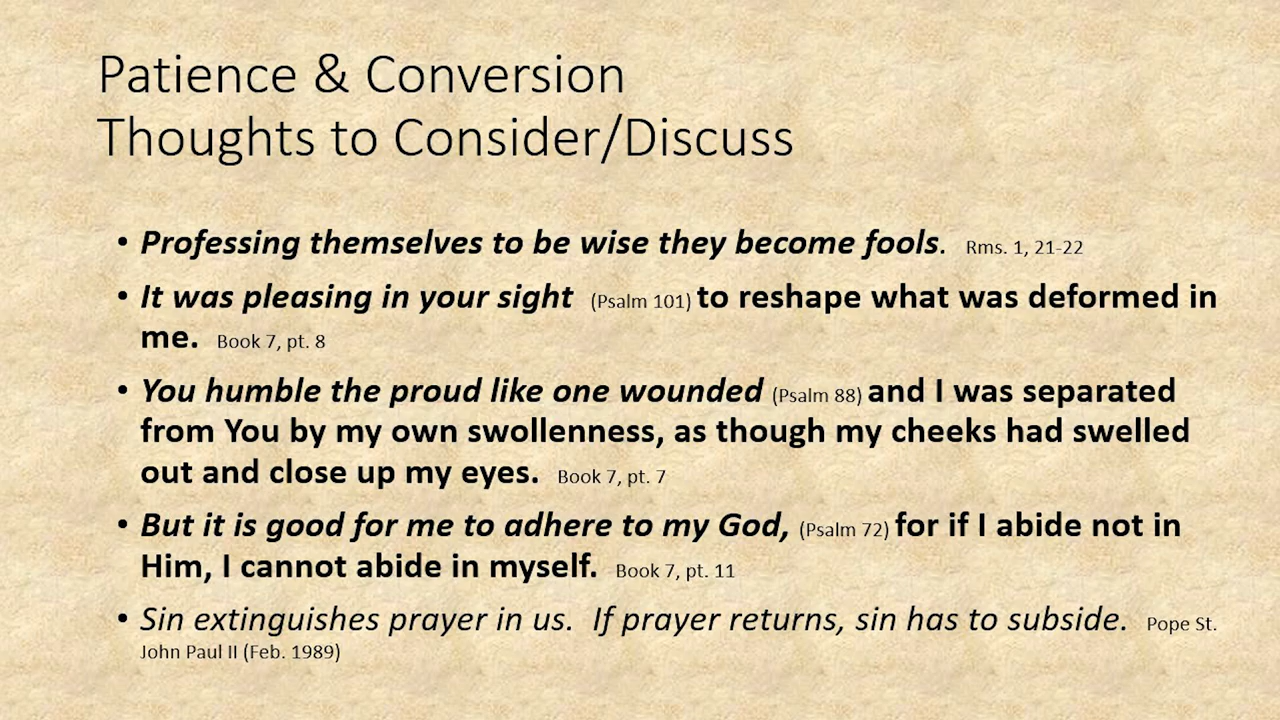 Patience & Conversion
Thoughts to Consider/Discuss
• Professing themselves to be wise they become fools. Rms. 1, 21-22
• It was pleasing in your sight (Psalm 101) to reshape what was deformed in
me. Book 7, pt. 8
• You humble the proud like one wounded (Psalm 88) and I was separated
from You by my own swollenness, as though my cheeks had swelled
out and close up my eyes. Book 7, pt. 7
• But it is good for me to adhere to my God, (Psalm 72) for if I abide not in
Him, I cannot abide in myself. Book 7, pt. 11
• Sin extinguishes prayer in us. If prayer returns, sin has to subside. Pope St.
John Paul II (Feb. 1989)